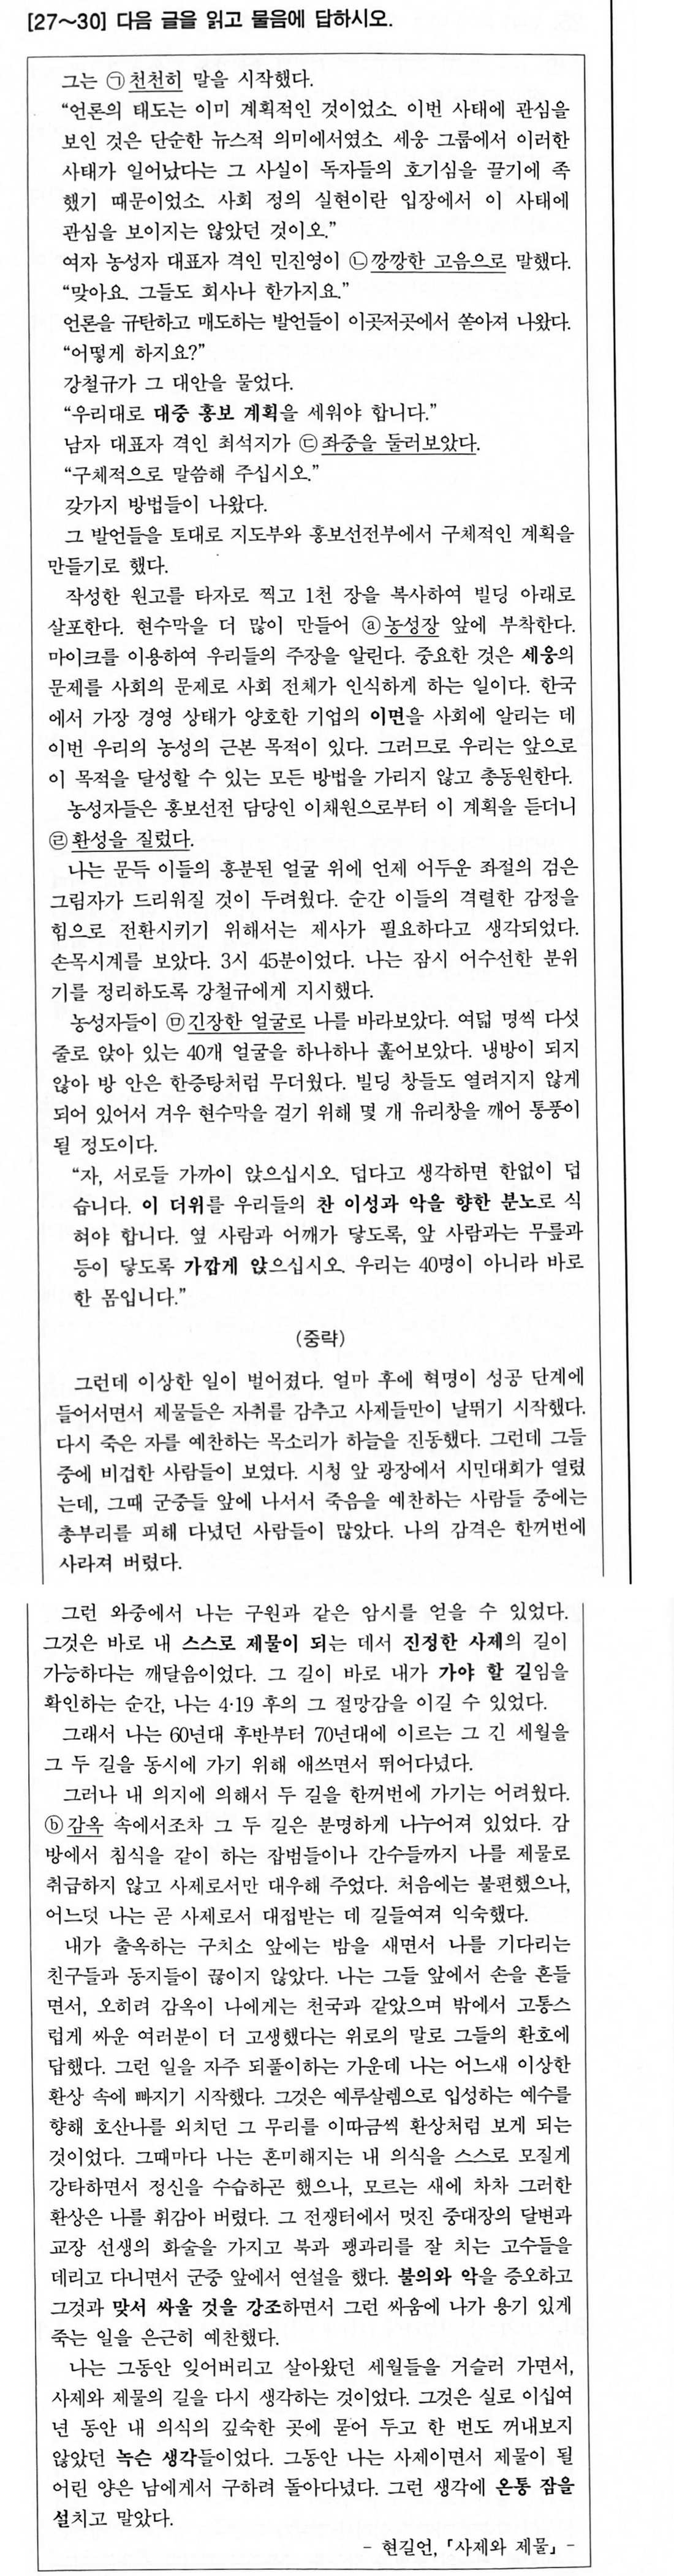 [27~30] 다음 글을 읽고 물음에 답하시오.
그는 ㉠천천히 말을 시작했다.
“언론의 태도는 이미 계획적인 것이었소. 이번 사태에 관심을
보인 것은 단순한 뉴스적 의미에서였소. 세웅 그룹에서 이러한
사태가 일어났다는 그 사실이 독자들의 호기심을 끌기에 족
했기 때문이었소. 사회 정의 실현이란 입장에서 이 사태에
관심을 보이지는 않았던 것이오.”
여자 농성자 대표자 격인 민진영이 ㉡깡깡한 고음으로 말했다.
“맞아요. 그들도 회사나 한가지요.”
언론을 규탄하고 매도하는 발언들이 이곳저곳에서 쏟아져 나왔다.
“어떻게 하지요?”
강철규가 그 대안을 물었다.
“우리대로 대중 홍보 계획을 세워야 합니다.”
남자 대표자 격인 최석지가 ㉢좌중을 둘러보았다.
“구체적으로 말씀해 주십시오.”
갖가지 방법들이 나왔다.
그 발언들을 토대로 지도부와 홍보선전부에서 구체적인 계획을
만들기로 했다.
작성한 원고를 타자로 찍고 1천 장을 복사하여 빌딩 아래로
살포한다. 현수막을 더 많이 만들어 ⓐ농성장 앞에 부착한다.
마이크를 이용하여 우리들의 주장을 알린다. 중요한 것은 세웅의
문제를 사회의 문제로 사회 전체가 인식하게 하는 일이다. 한국
에서 가장 경영 상태가 양호한 기업의 이면을 사회에 알리는 데
이번 우리의 농성의 근본 목적이 있다. 그러므로 우리는 앞으로
이 목적을 달성할 수 있는 모든 방법을 가리지 않고 총동원한다.
농성자들은 홍보선전 담당인 이채원으로부터 이 계획을 듣더니
㉣환성을 질렀다.
나는 문득 이들의 흥분된 얼굴 위에 언제 어두운 좌절의 검은
그림자가 드리워질 것이 두려웠다. 순간 이들의 격렬한 감정을
힘으로 전환시키기 위해서는 제사가 필요하다고 생각되었다.
손목시계를 보았다. 3시 45분이었다. 나는 잠시 어수선한 분위
기를 정리하도록 강철규에게 지시했다.
농성자들이 ㉤긴장한 얼굴로 나를 바라보았다. 여덟 명씩 다섯
줄로 앉아 있는 40개 얼굴을 하나하나 훑어보았다. 냉방이 되지
않아 방 안은 한증탕처럼 무더웠다. 빌딩 창들도 열려지지 않게
되어 있어서 겨우 현수막을 걸기 위해 몇 개 유리창을 깨어 통풍이
될 정도이다.
“자, 서로들 가까이 앉으십시오. 덥다고 생각하면 한없이 덥
습니다. 이 더위를 우리들의 찬 이성과 악을 향한 분노로 식
혀야 합니다. 옆 사람과 어깨가 닿도록, 앞 사람과는 무릎과
등이 닿도록 가깝게 앉으십시오. 우리는 40명이 아니라 바로
한 몸입니다.”
(중략)
그런데 이상한 일이 벌어졌다. 얼마 후에 혁명이 성공 단계에
들어서면서 제물들은 자취를 감추고 사제들만이 날뛰기 시작했다.
다시 죽은 자를 예찬하는 목소리가 하늘을 진동했다. 그런데 그들
중에 비겁한 사람들이 보였다. 시청 앞 광장에서 시민대회가 열렸
는데, 그때 군중들 앞에 나서서 죽음을 예찬하는 사람들 중에는
총부리를 피해 다녔던 사람들이 많았다. 나의 감격은 한꺼번에
사라져 버렸다.
그런 와중에서 나는 구원과 같은 암시를 얻을 수 있었다.
그것은 바로 내 스스로 제물이 되는 데서 진정한 사제의 길이
가능하다는 깨달음이었다. 그 길이 바로 내가 가야 할 길임을
확인하는 순간, 나는 4·19 후의 그 절망감을 이길 수 있었다.
그래서 나는 60년대 후반부터 70년대에 이르는 그 긴 세월을
그 두 길을 동시에 가기 위해 애쓰면서 뛰어다녔다.
그러나 내 의지에 의해서 두 길을 한꺼번에 가기는 어려웠다.
ⓑ감옥 속에서조차 그 두 길은 분명하게 나누어져 있었다. 감
방에서 침식을 같이 하는 잡범들이나 간수들까지 나를 제물로
취급하지 않고 사제로서만 대우해 주었다. 처음에는 불편했으나,
어느덧 나는 곧 사제로서 대접받는 데 길들여져 익숙했다.
내가 출옥하는 구치소 앞에는 밤을 새면서 나를 기다리는
친구들과 동지들이 끊이지 않았다. 나는 그들 앞에서 손을 흔들
면서, 오히려 감옥이 나에게는 천국과 같았으며 밖에서 고통스
럽게 싸운 여러분이 더 고생했다는 위로의 말로 그들의 환호에
답했다. 그런 일을 자주 되풀이하는 가운데 나는 어느새 이상한
환상 속에 빠지기 시작했다. 그것은 예루살렘으로 입성하는 예수를
향해 호산나를 외치던 그 무리를 이따금씩 환상처럼 보게 되는
것이었다. 그때마다 나는 혼미해지는 내 의식을 스스로 모질게
강타하면서 정신을 수습하곤 했으나, 모르는 새에 차차 그러한
환상은 나를 휘감아 버렸다. 그 전쟁터에서 멋진 중대장의 달변과
교장 선생의 화술을 가지고 북과 꽹과리를 잘 치는 고수들을
데리고 다니면서 군중 앞에서 연설을 했다. 불의와 악을 증오하고
그것과 맞서 싸울 것을 강조하면서 그런 싸움에 나가 용기 있게
죽는 일을 은근히 예찬했다.
나는 그동안 잊어버리고 살아왔던 세월들을 거슬러 가면서,
사제와 제물의 길을 다시 생각하는 것이었다. 그것은 실로 이십여
년 동안 내 의식의 깊숙한 곳에 묻어 두고 한 번도 꺼내보지
않았던 녹슨 생각들이었다. 그동안 나는 사제이면서 제물이 될
어린 양은 남에게서 구하려 돌아다녔다. 그런 생각에 온통 잠을
설치고 말았다.
- 현길언, 「사제와 제물」 -